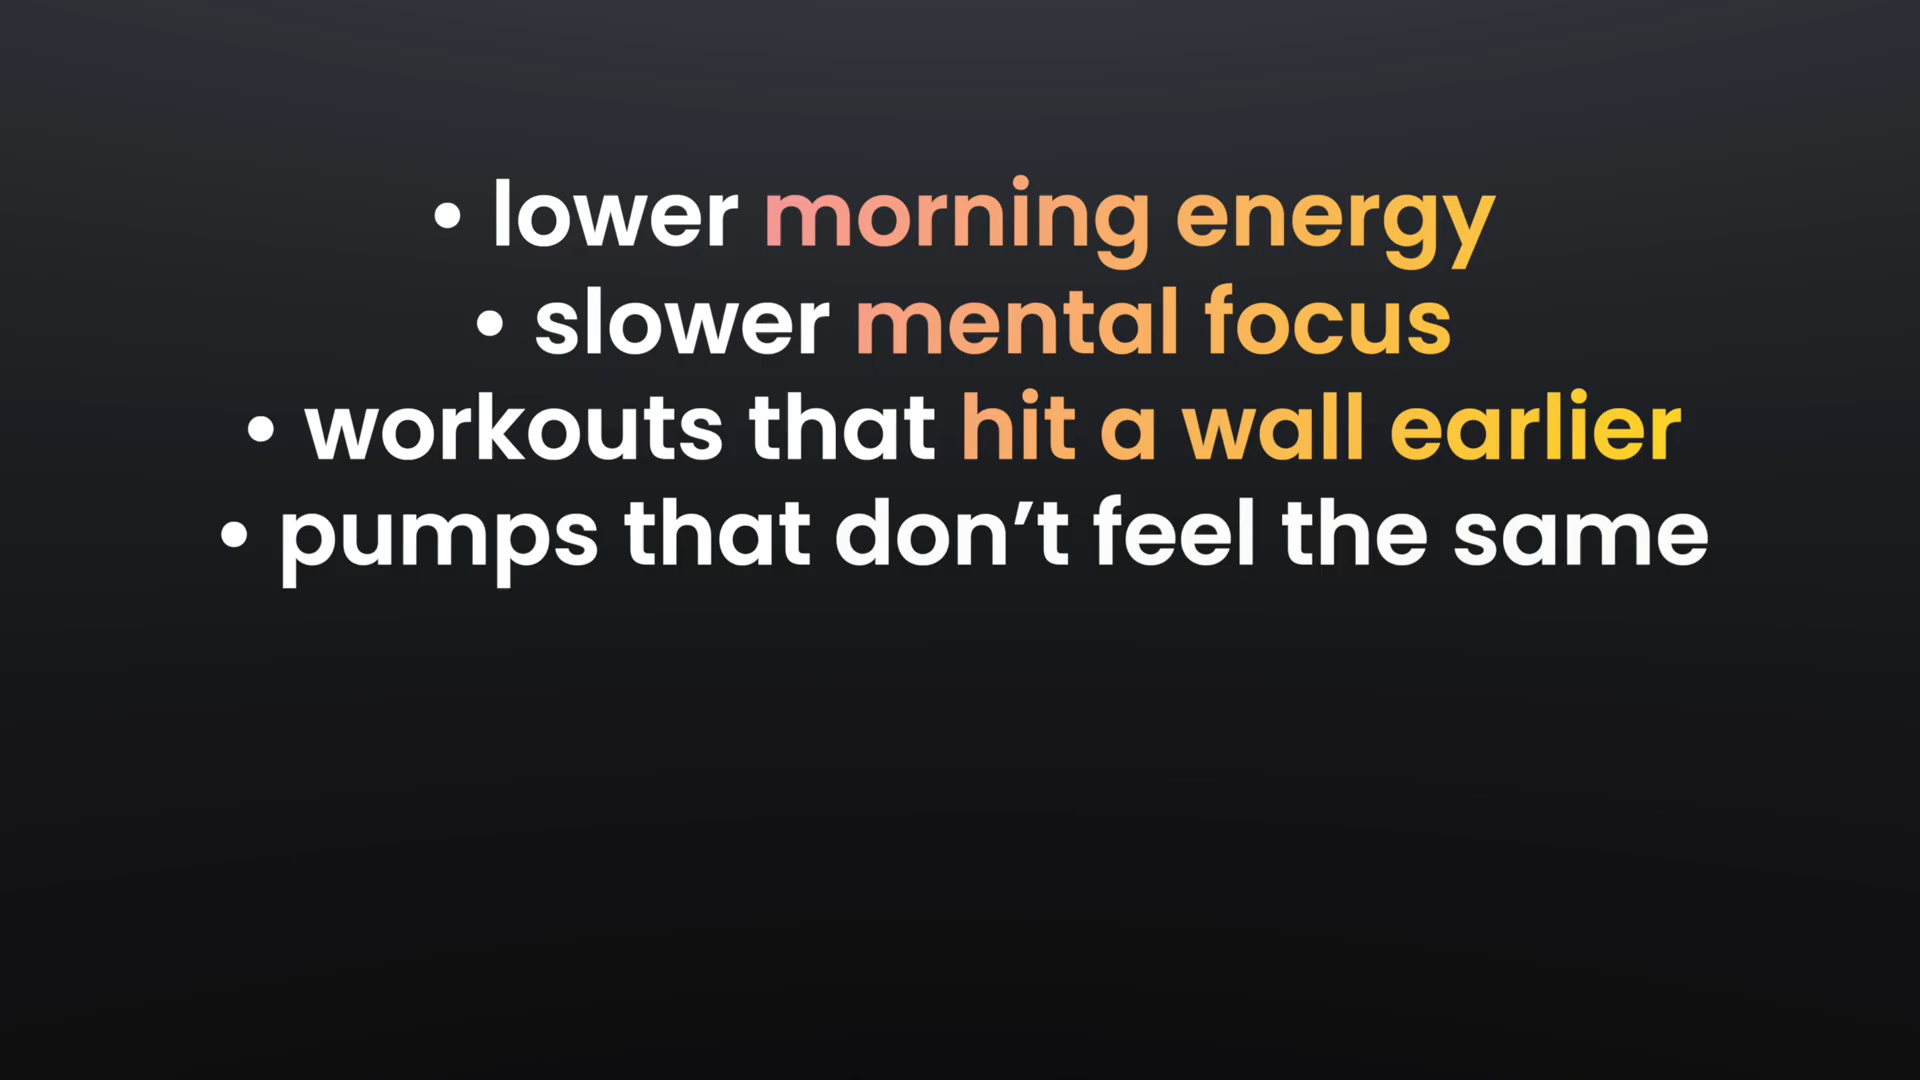 • lower morning energy
• slower mental focus
• workouts that hit a wall earlier
• pumps that don’t feel the same